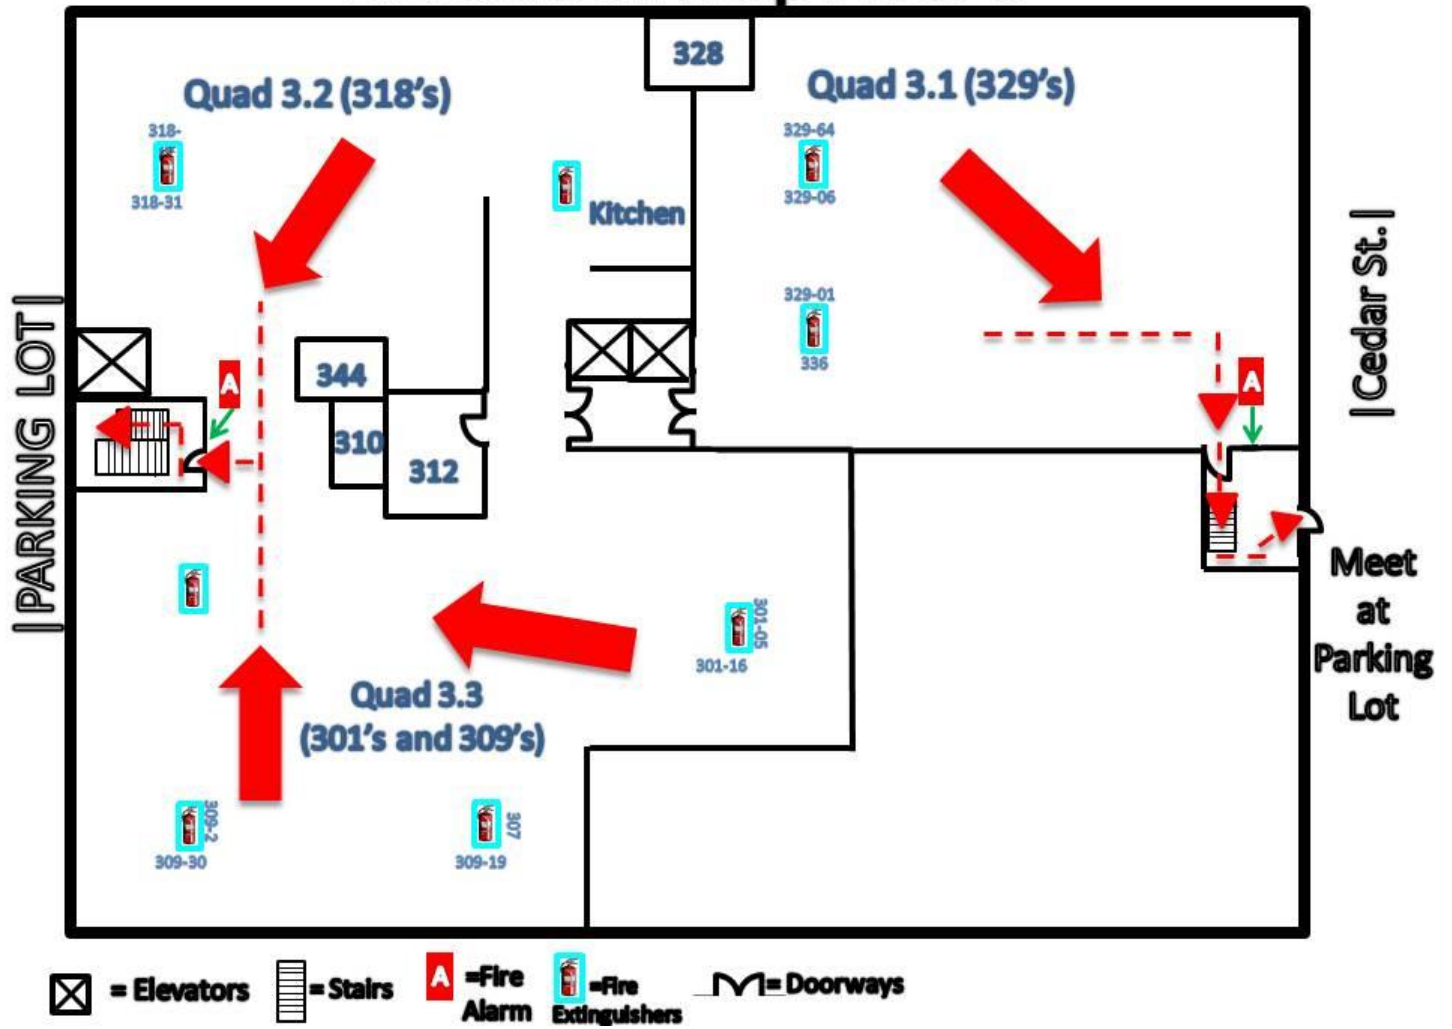 328
Quad 3.2 (318's)
Quad 3.1 (329's)
318-
318-31
329-64
329-06
Kitchen
329-01
336
|PARKING LOT|
|Cedar St.|
A
A
344
310
312
Meet
at
Parking
Lot
301-05
301-16
Quad 3.3
(301's and 309's)
309-2
309-30
307
309-19
= Elevators
= Stairs
A
=Fire
Alarm
=Fire
Extinguishers
= Doorways